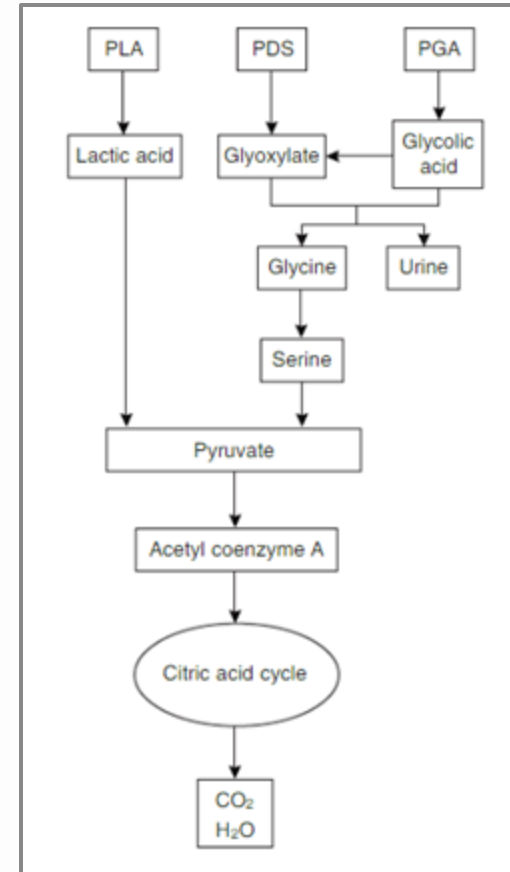 PLA
PDS
PGA
Lactic acid
Glyoxylate
Glycolic
acid
Glycine
Urine
Serine
Pyruvate
Acetyl coenzyme A
Citric acid cycle
CO₂
H₂O